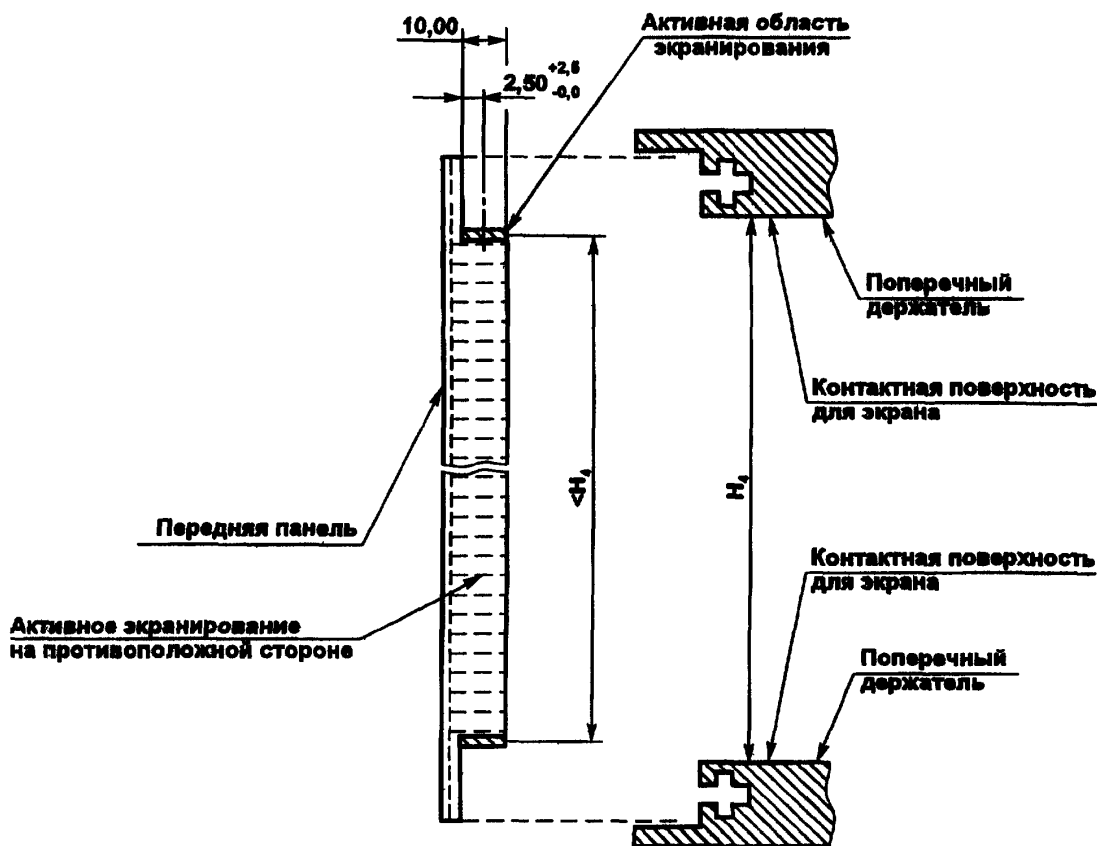 10,00
Активная область
экранирования
2,50 +2,5
-0,0
Поперечный
держатель
Контактная поверхность
для экрана
<H4
H4
Передняя панель
Контактная поверхность
для экрана
Активное экранирование
на противоположной стороне
Поперечный
держатель